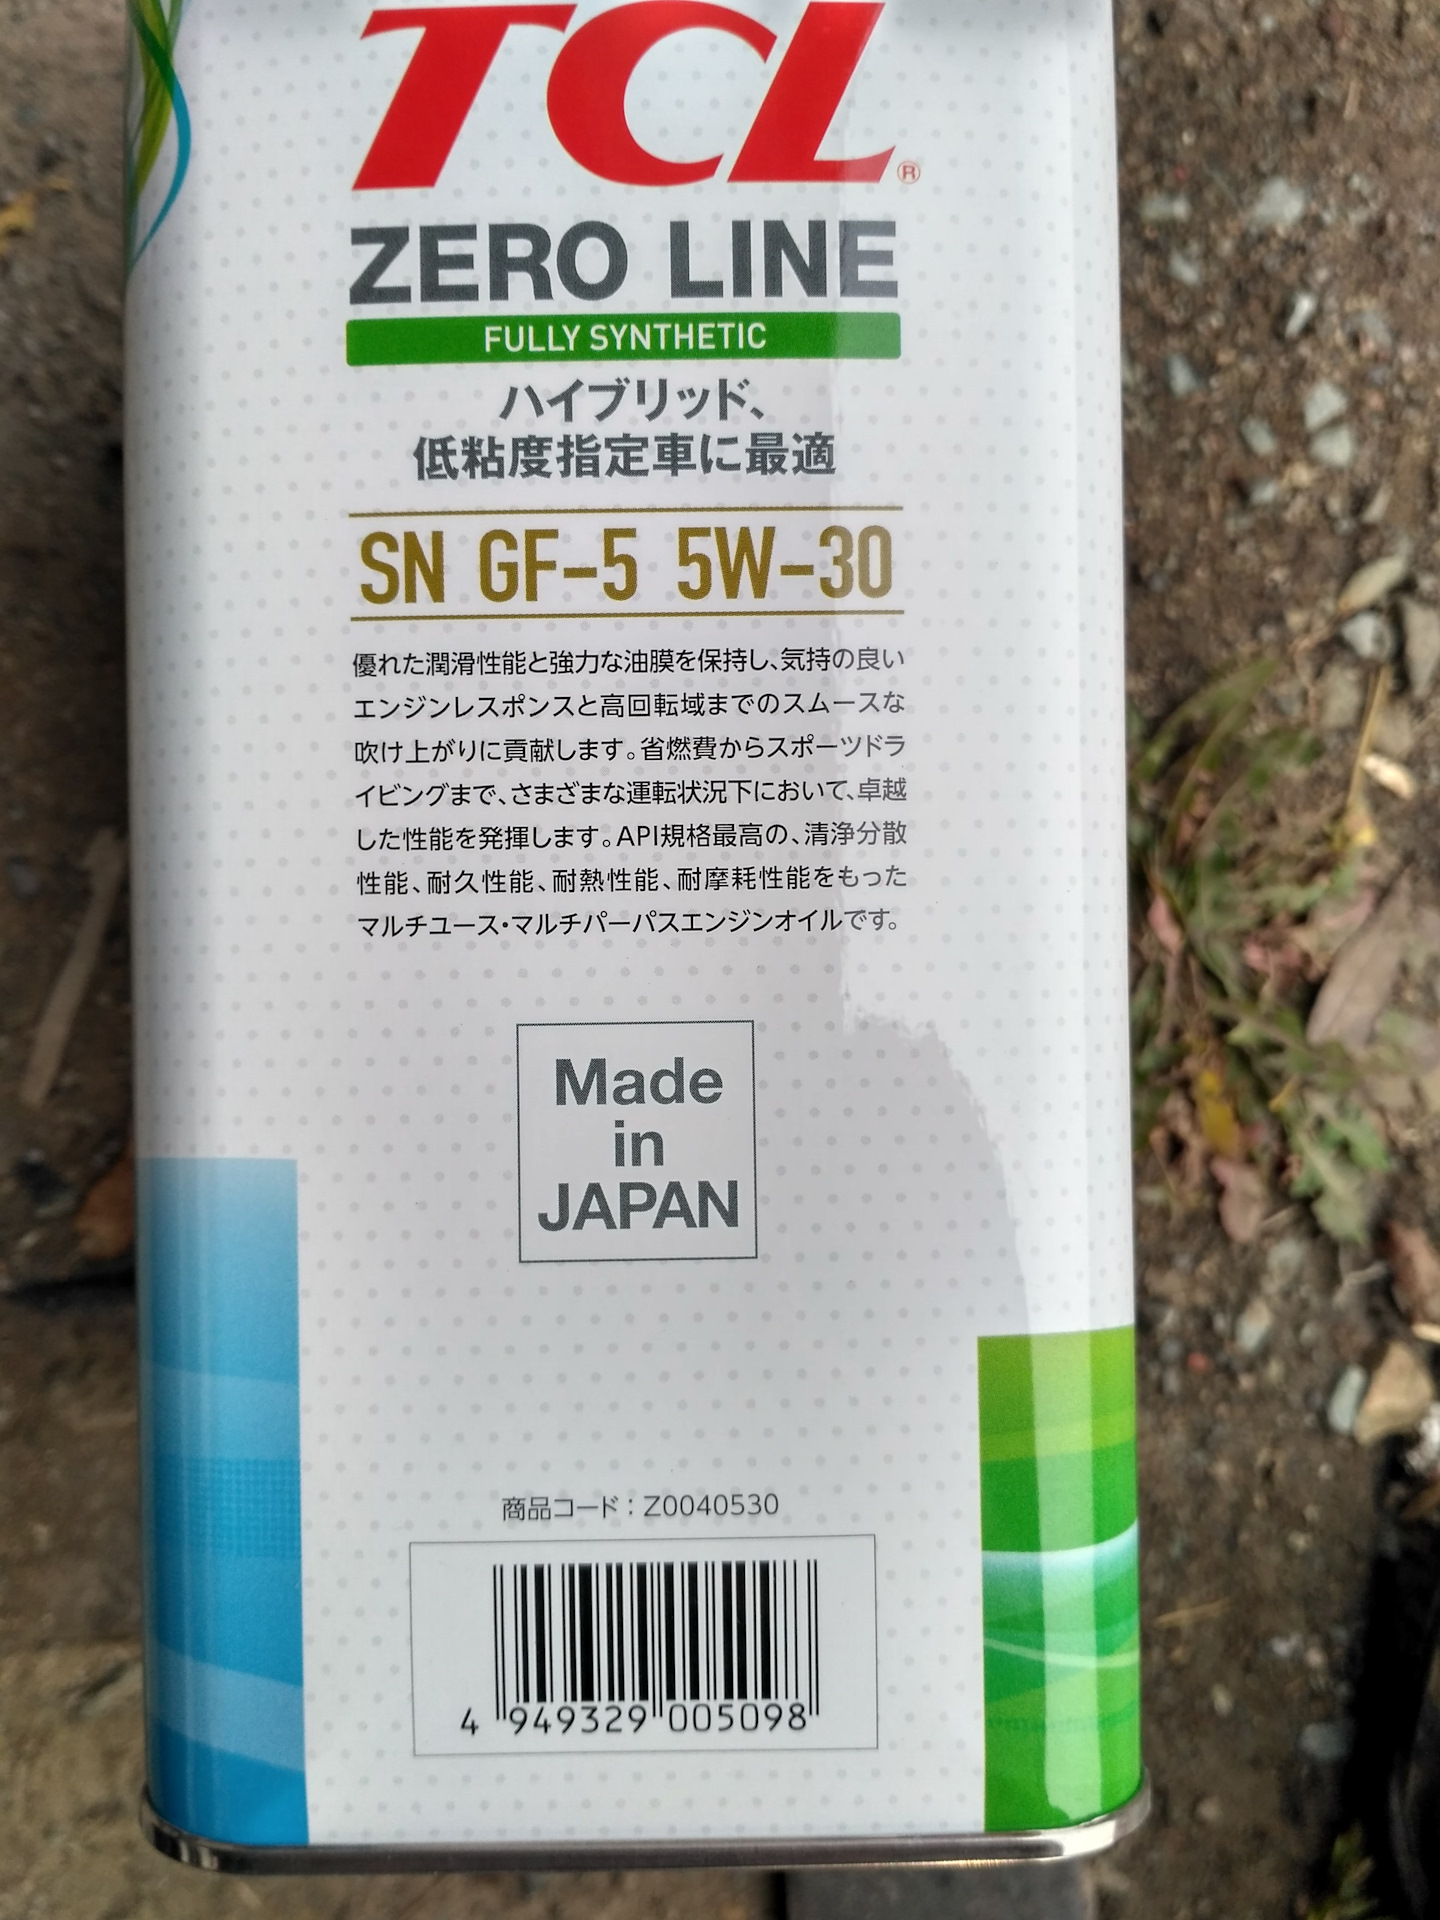 TCL®
ZERO LINE
FULLY SYNTHETIC
ハイブリッド、
低粘度指定車に最適
SN GF-5 5W-30
優れた潤滑性能と強力な油膜を保持し、気持の良い
エンジンレスポンスと高回転域までのスムースな
吹け上がりに貢献します。省燃費からスポーツドラ
イビングまで、さまざまな運転状況下において、卓越
した性能を発揮します。API規格最高の、清浄分散
性能、耐久性能、耐熱性能、耐摩耗性能をもった
マルチユース・マルチパーパスエンジンオイルです。
Made
in
JAPAN
商品コード：Z0040530
4 949329 005098